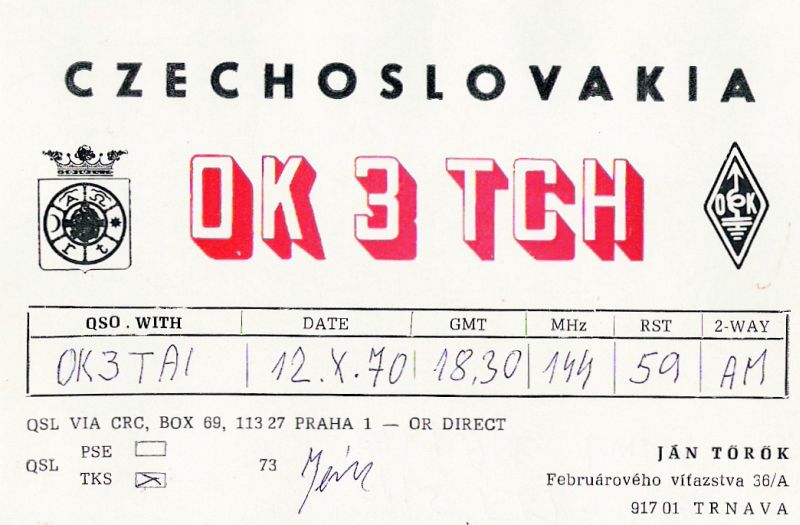 CZECHOSLOVAKIA
OK 3 TCH
A Ω
r t
OK
QSO . WITH DATE GMT MHz RST 2-WAY
OK3TAI 12.X.70 18,30 144 59 AM
QSL VIA CRC, BOX 69, 113 27 PRAHA 1 — OR DIRECT
QSL PSE
TKS
73 Ján
JÁN TÖRÖK
Februárového víťazstva 36/A
917 01 TRNAVA